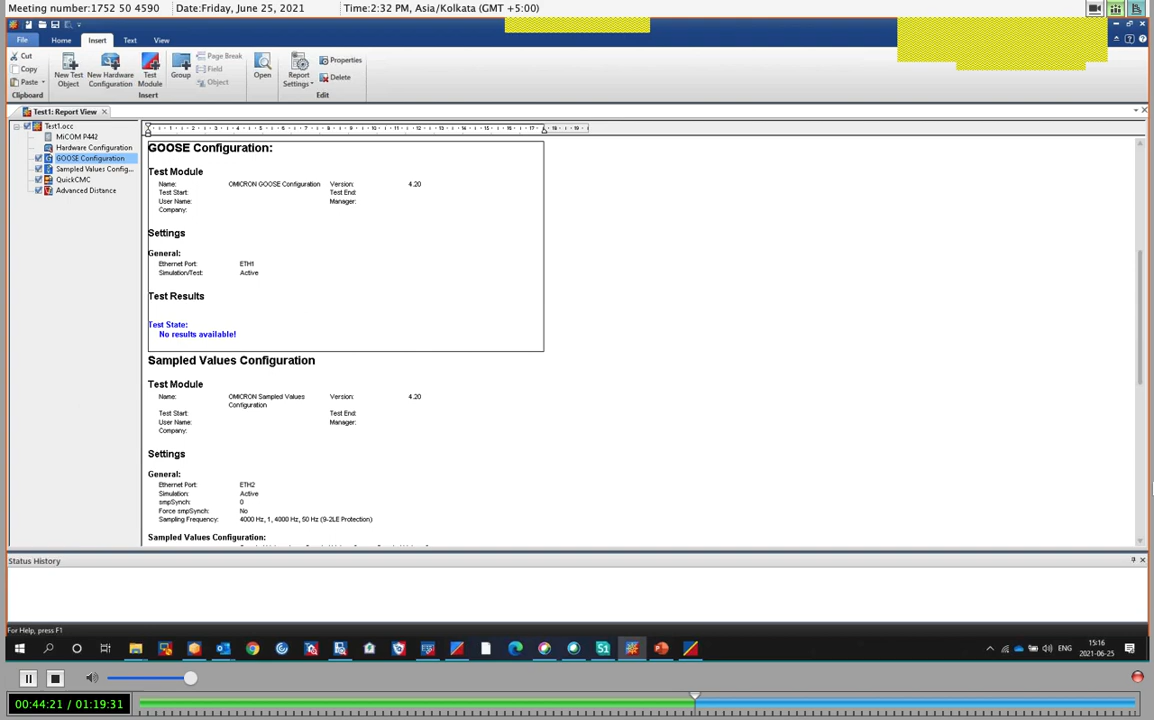 Meeting number:1752 50 4590 Date:Friday, June 25, 2021 Time:2:32 PM, Asia/Kolkata (GMT +5:00)
File Home Insert Text View
Cut
Copy
Paste
Clipboard
New Test Object
New Hardware Configuration
Test Module
Group
Page Break
Field
Object
Insert
Open
Report Settings
Properties
Delete
Edit
Test1: Report View
Test1.occ
MiCOM P442
Hardware Configuration
GOOSE Configuration
Sampled Values Config...
QuickCMC
Advanced Distance
GOOSE Configuration:
Test Module
Name: OMICRON GOOSE Configuration Version: 4.20
Test Start: Test End:
User Name: Manager:
Company:
Settings
General:
Ethernet Port: ETH1
Simulation/Test: Active
Test Results
Test State:
No results available!
Sampled Values Configuration
Test Module
Name: OMICRON Sampled Values Configuration Version: 4.20
Test Start: Test End:
User Name: Manager:
Company:
Settings
General:
Ethernet Port: ETH2
Simulation: Active
smpSynch: 0
Force smpSynch: No
Sampling Frequency: 4000 Hz, 1, 4000 Hz, 50 Hz (9-2LE Protection)
Sampled Values Configuration:
Status History
For Help, press F1
ENG
15:16
2021-06-25
00:44:21 / 01:19:31